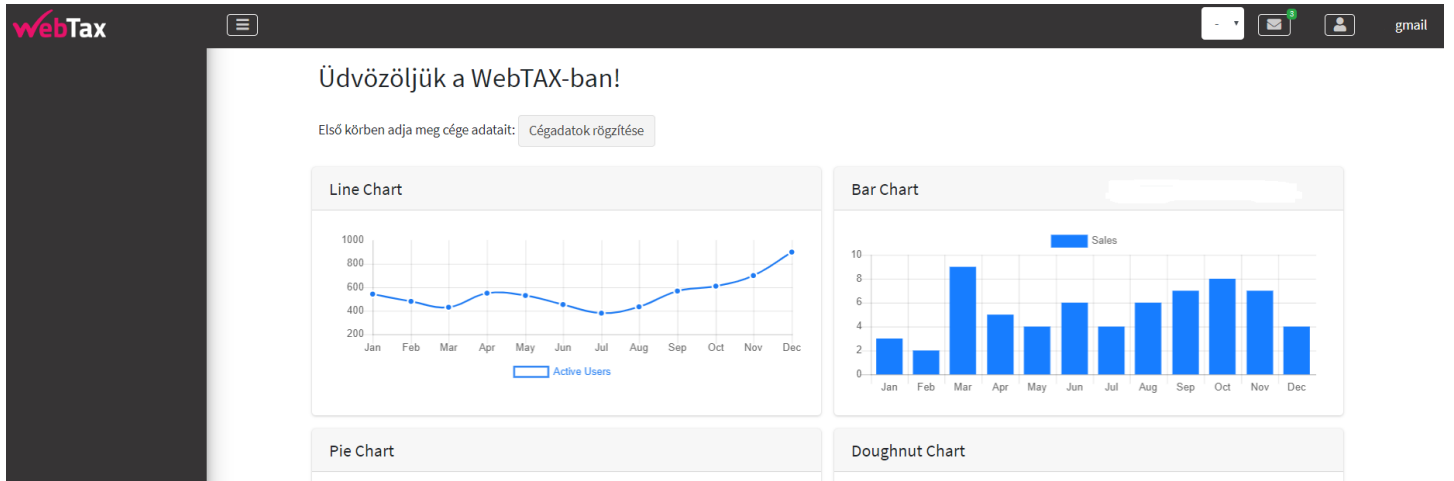 webTax
-
3
gmail
Üdvözöljük a WebTAX-ban!
Első körben adja meg cége adatait: Cégadatok rögzítése
Line Chart
1000
800
600
400
200
Jan Feb Mar Apr May Jun Jul Aug Sep Oct Nov Dec
Active Users
Bar Chart
Sales
10
8
6
4
2
0
Jan Feb Mar Apr May Jun Jul Aug Sep Oct Nov Dec
Pie Chart
Doughnut Chart